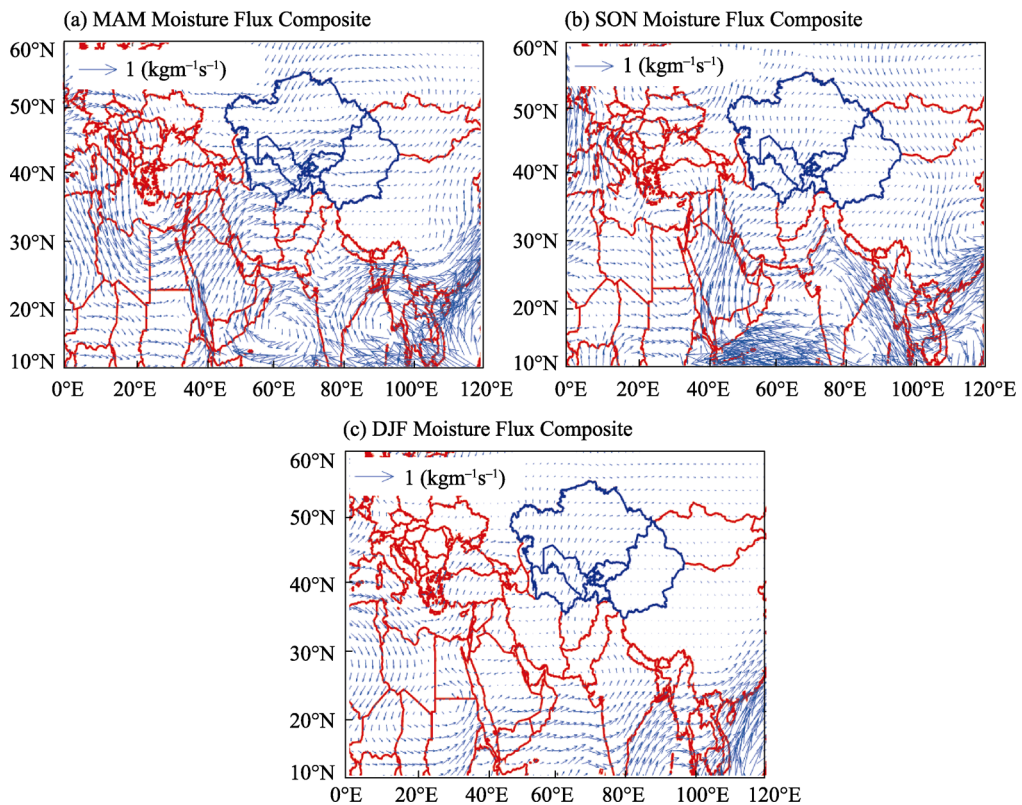 (a) MAM Moisture Flux Composite
60°N
50°N
40°N
30°N
20°N
10°N
1 (kgm⁻¹s⁻¹)
0°E 20°E 40°E 60°E 80°E 100°E 120°E
(b) SON Moisture Flux Composite
60°N
50°N
40°N
30°N
20°N
10°N
1 (kgm⁻¹s⁻¹)
0°E 20°E 40°E 60°E 80°E 100°E 120°E
(c) DJF Moisture Flux Composite
60°N
50°N
40°N
30°N
20°N
10°N
1 (kgm⁻¹s⁻¹)
0°E 20°E 40°E 60°E 80°E 100°E 120°E